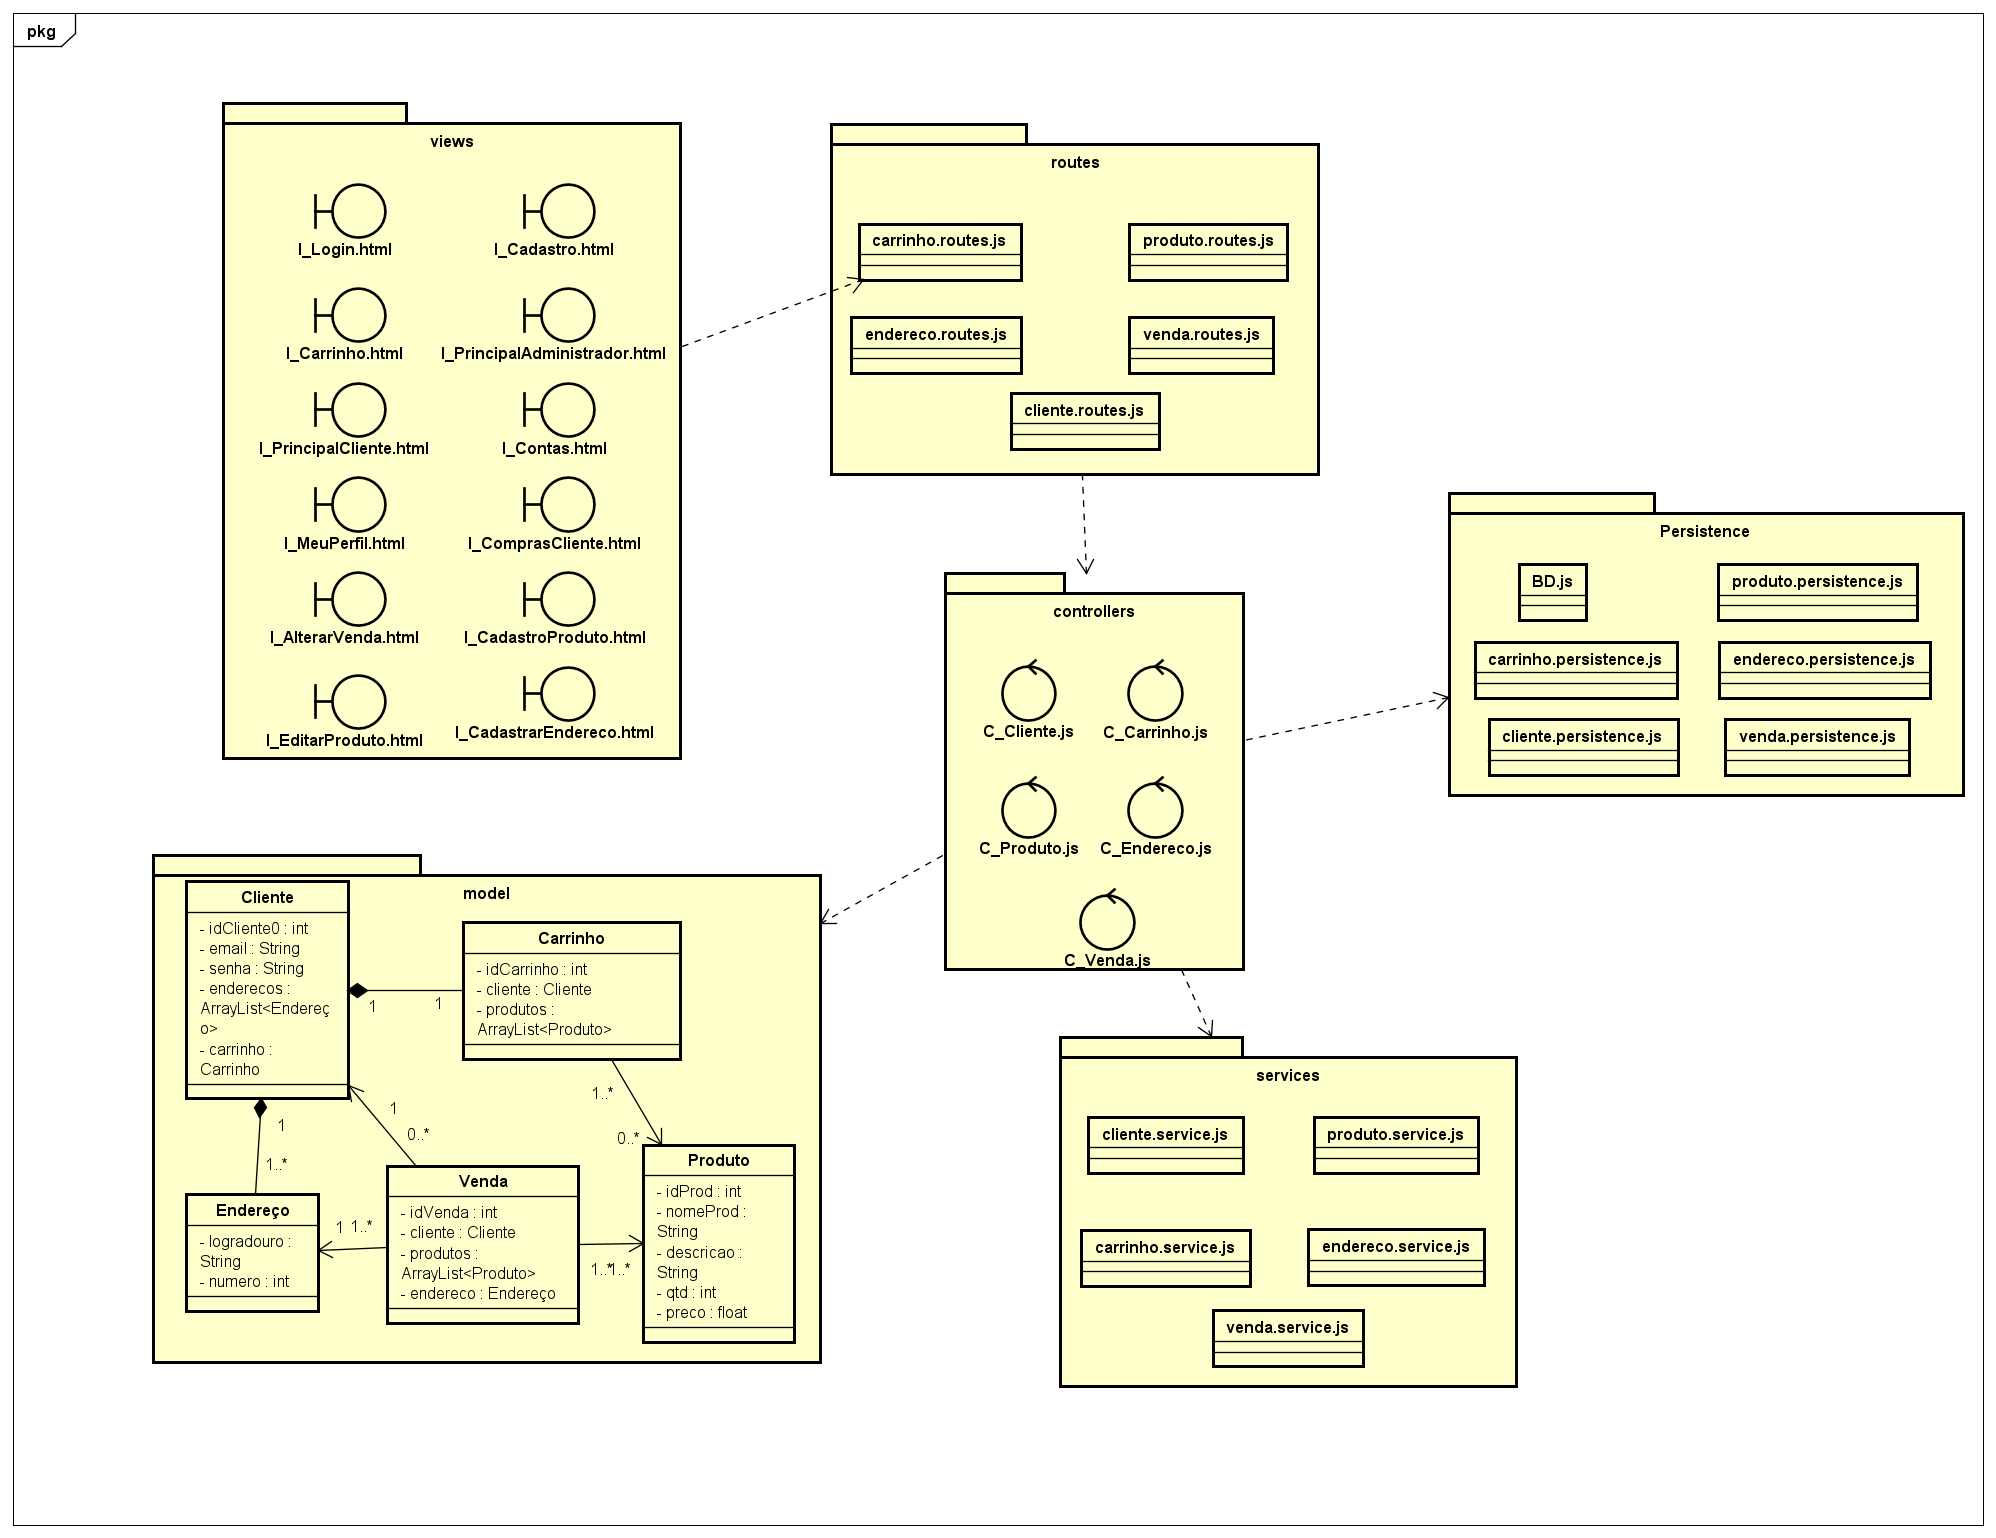 pkg
views
I_Login.html
I_Cadastro.html
I_Carrinho.html
I_PrincipalAdministrador.html
I_PrincipalCliente.html
I_Contas.html
I_MeuPerfil.html
I_ComprasCliente.html
I_AlterarVenda.html
I_CadastroProduto.html
I_EditarProduto.html
I_CadastrarEndereco.html
routes
carrinho.routes.js
produto.routes.js
endereco.routes.js
venda.routes.js
cliente.routes.js
controllers
C_Cliente.js
C_Carrinho.js
C_Produto.js
C_Endereco.js
C_Venda.js
Persistence
BD.js
produto.persistence.js
carrinho.persistence.js
endereco.persistence.js
cliente.persistence.js
venda.persistence.js
model
Cliente
- idCliente0 : int
- email : String
- senha : String
- enderecos :
ArrayList<Endereç
o>
- carrinho :
Carrinho
1
1
Carrinho
- idCarrinho : int
- cliente : Cliente
- produtos :
ArrayList<Produto>
1..*
0..*
1
0..*
1
1..*
Endereço
- logradouro :
String
- numero : int
1
1..*
Venda
- idVenda : int
- cliente : Cliente
- produtos :
ArrayList<Produto>
- endereco : Endereço
1..*
1..*
Produto
- idProd : int
- nomeProd :
String
- descricao :
String
- qtd : int
- preco : float
services
cliente.service.js
produto.service.js
carrinho.service.js
endereco.service.js
venda.service.js